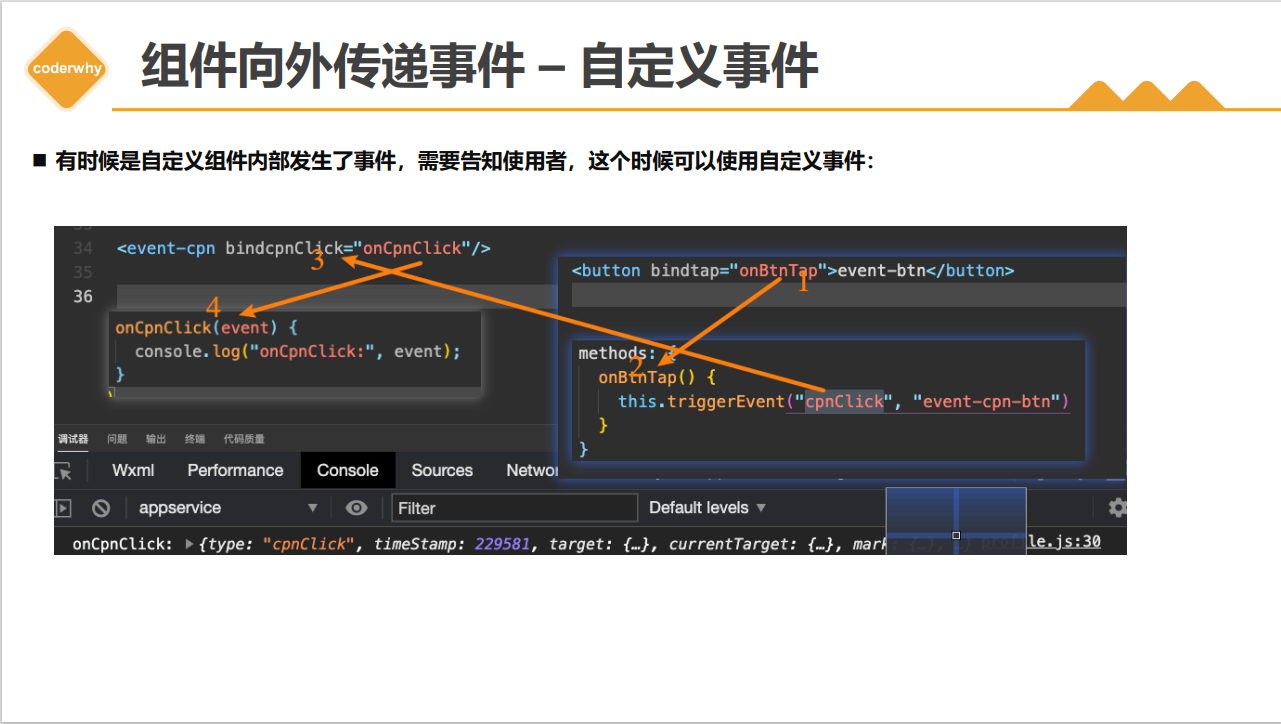 coderwhy
组件向外传递事件 – 自定义事件
■ 有时候是自定义组件内部发生了事件，需要告知使用者，这个时候可以使用自定义事件：
34 <event-cpn bindcpnClick="onCpnClick"/>
35
36
3
4
onCpnClick(event) {
console.log("onCpnClick:", event);
}
<button bindtap="onBtnTap">event-btn</button>
1
methods: {
2
onBtnTap() {
this.triggerEvent("cpnClick", "event-cpn-btn")
}
}
调试器 问题 输出 终端 代码质量
Wxml Performance Console Sources
appservice Filter Default levels
onCpnClick: {type: "cpnClick", timeStamp: 229581, target: {…}, currentTarget: {…}, mark: le.js:30